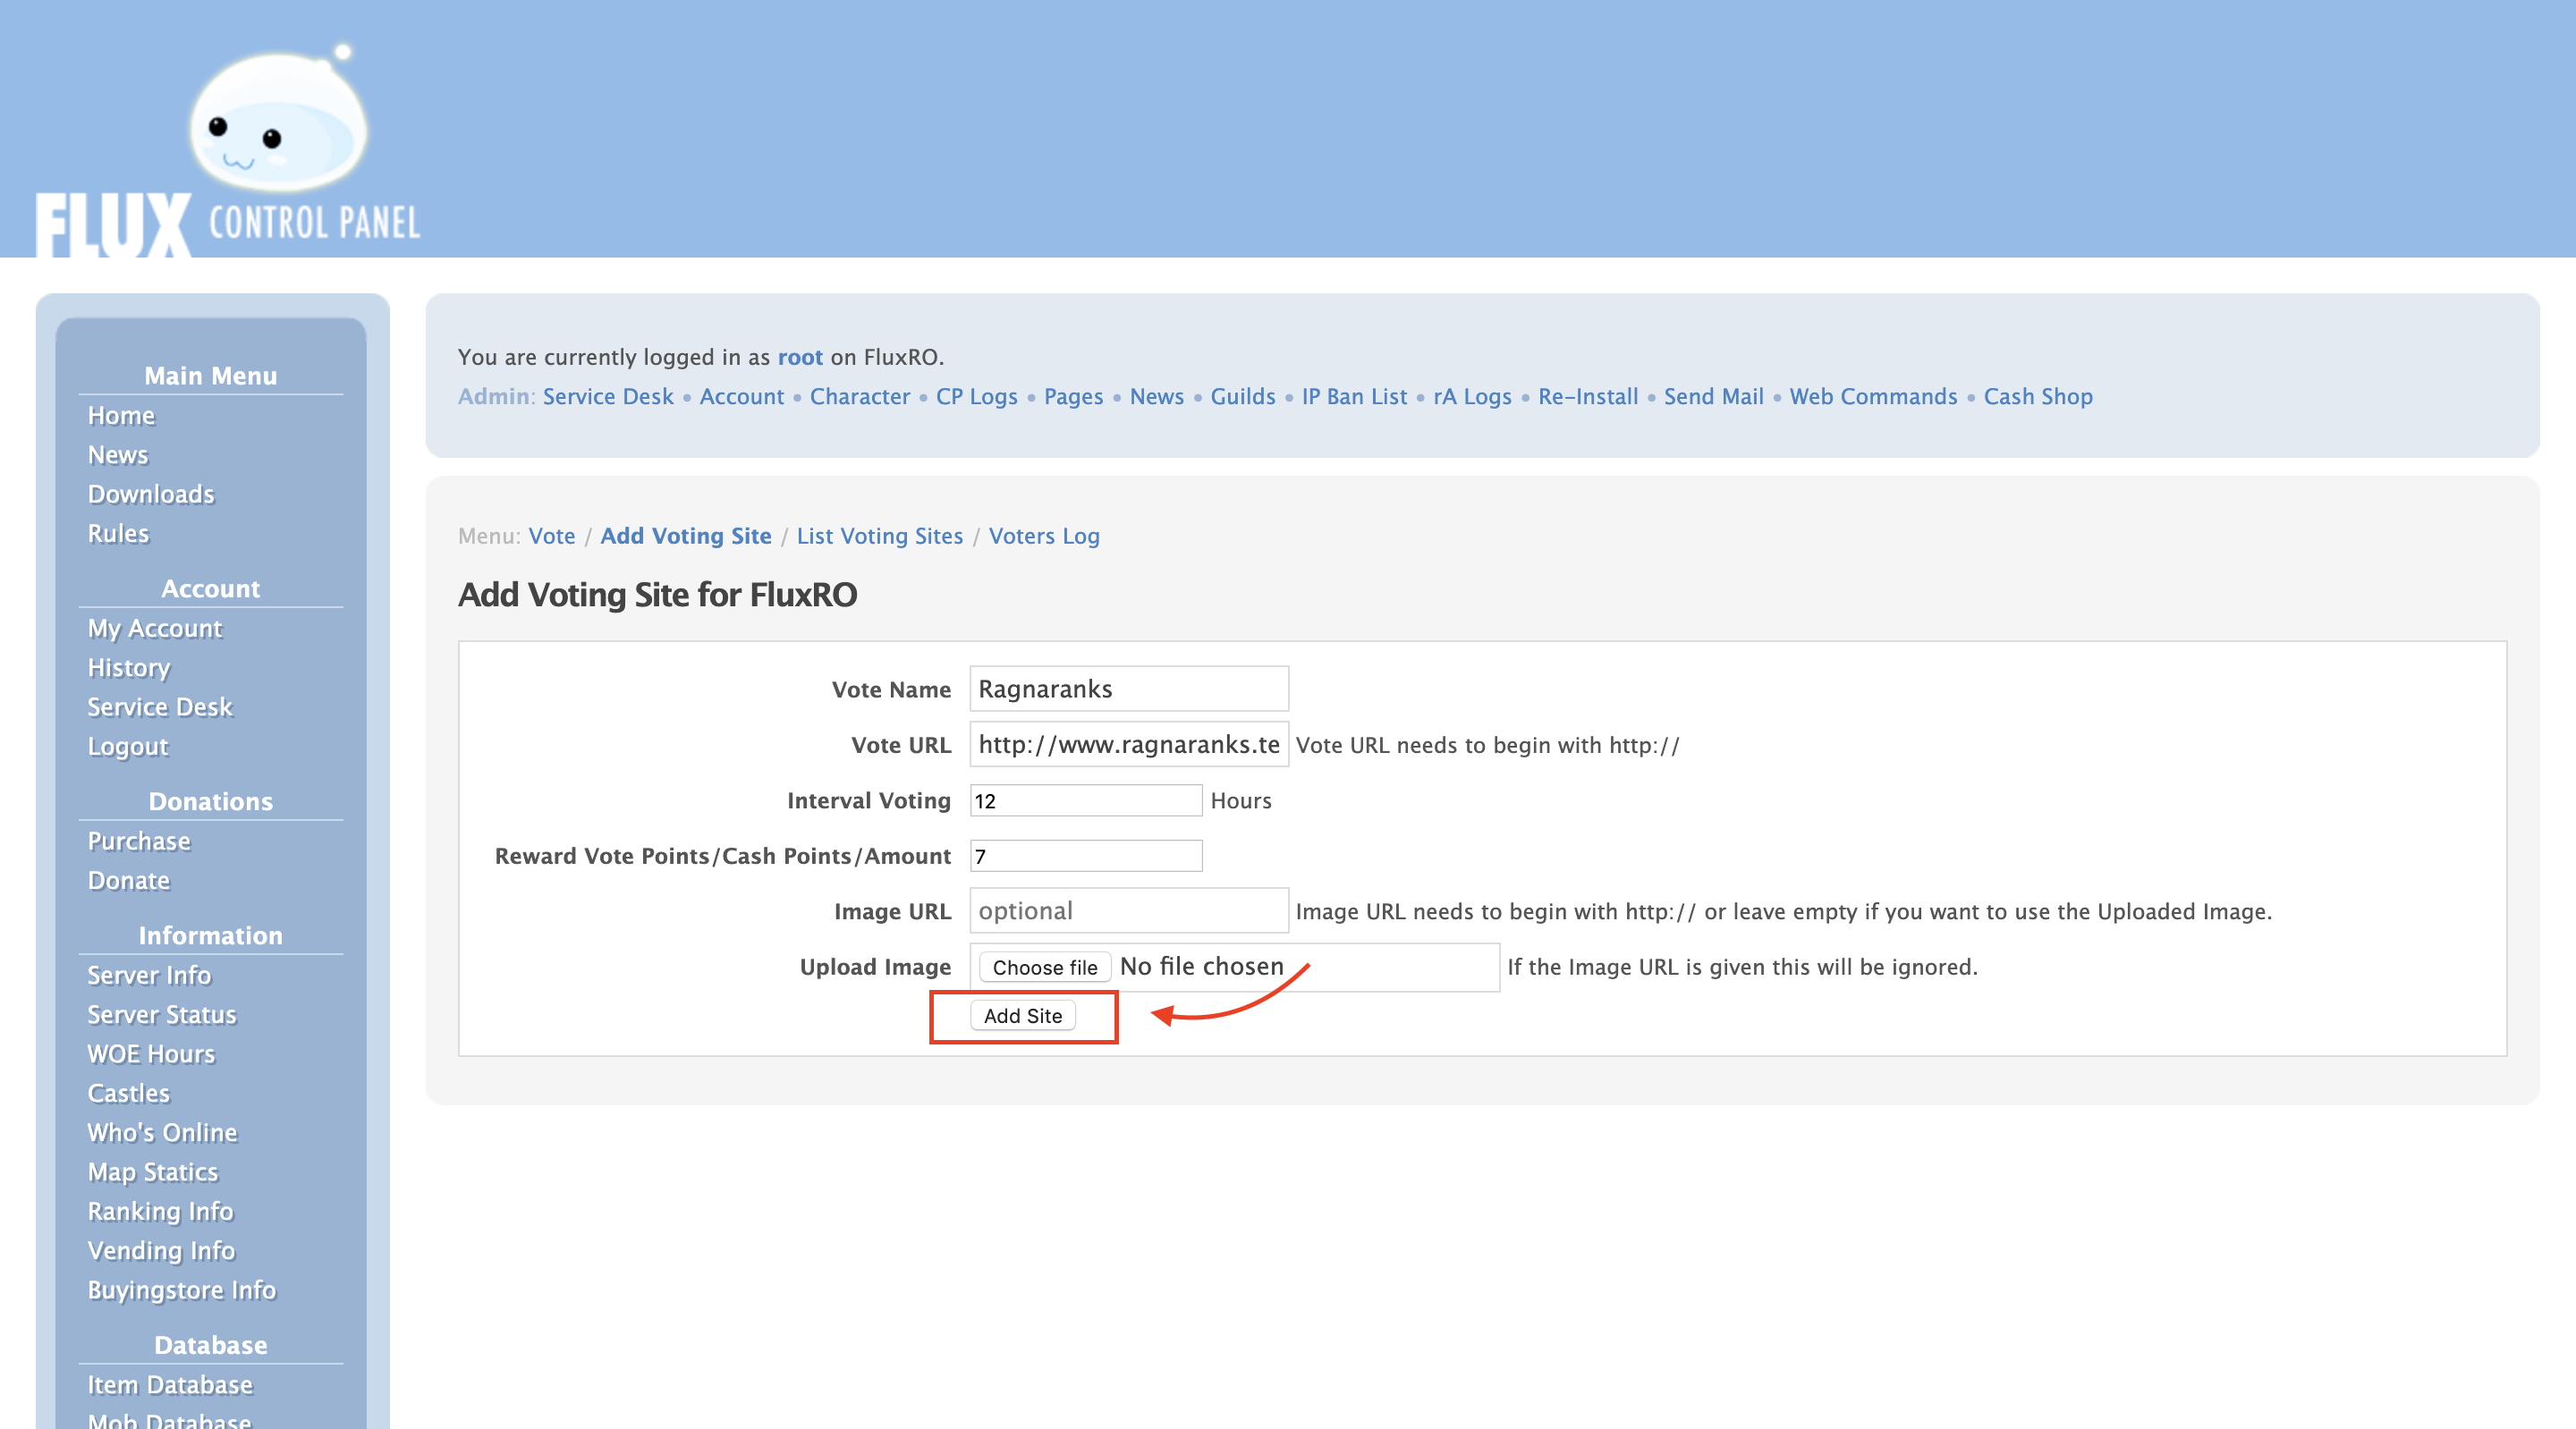 FLUX CONTROL PANEL
Main Menu
Home
News
Downloads
Rules
Account
My Account
History
Service Desk
Logout
Donations
Purchase
Donate
Information
Server Info
Server Status
WOE Hours
Castles
Who's Online
Map Statics
Ranking Info
Vending Info
Buyingstore Info
Database
Item Database
Mob Database
You are currently logged in as root on FluxRO.
Admin: Service Desk • Account • Character • CP Logs • Pages • News • Guilds • IP Ban List • rA Logs • Re-Install • Send Mail • Web Commands • Cash Shop
Menu: Vote / Add Voting Site / List Voting Sites / Voters Log
Add Voting Site for FluxRO
Vote Name Ragnaranks
Vote URL http://www.ragnaranks.te Vote URL needs to begin with http://
Interval Voting 12 Hours
Reward Vote Points/Cash Points/Amount 7
Image URL optional Image URL needs to begin with http:// or leave empty if you want to use the Uploaded Image.
Upload Image Choose file No file chosen If the Image URL is given this will be ignored.
Add Site